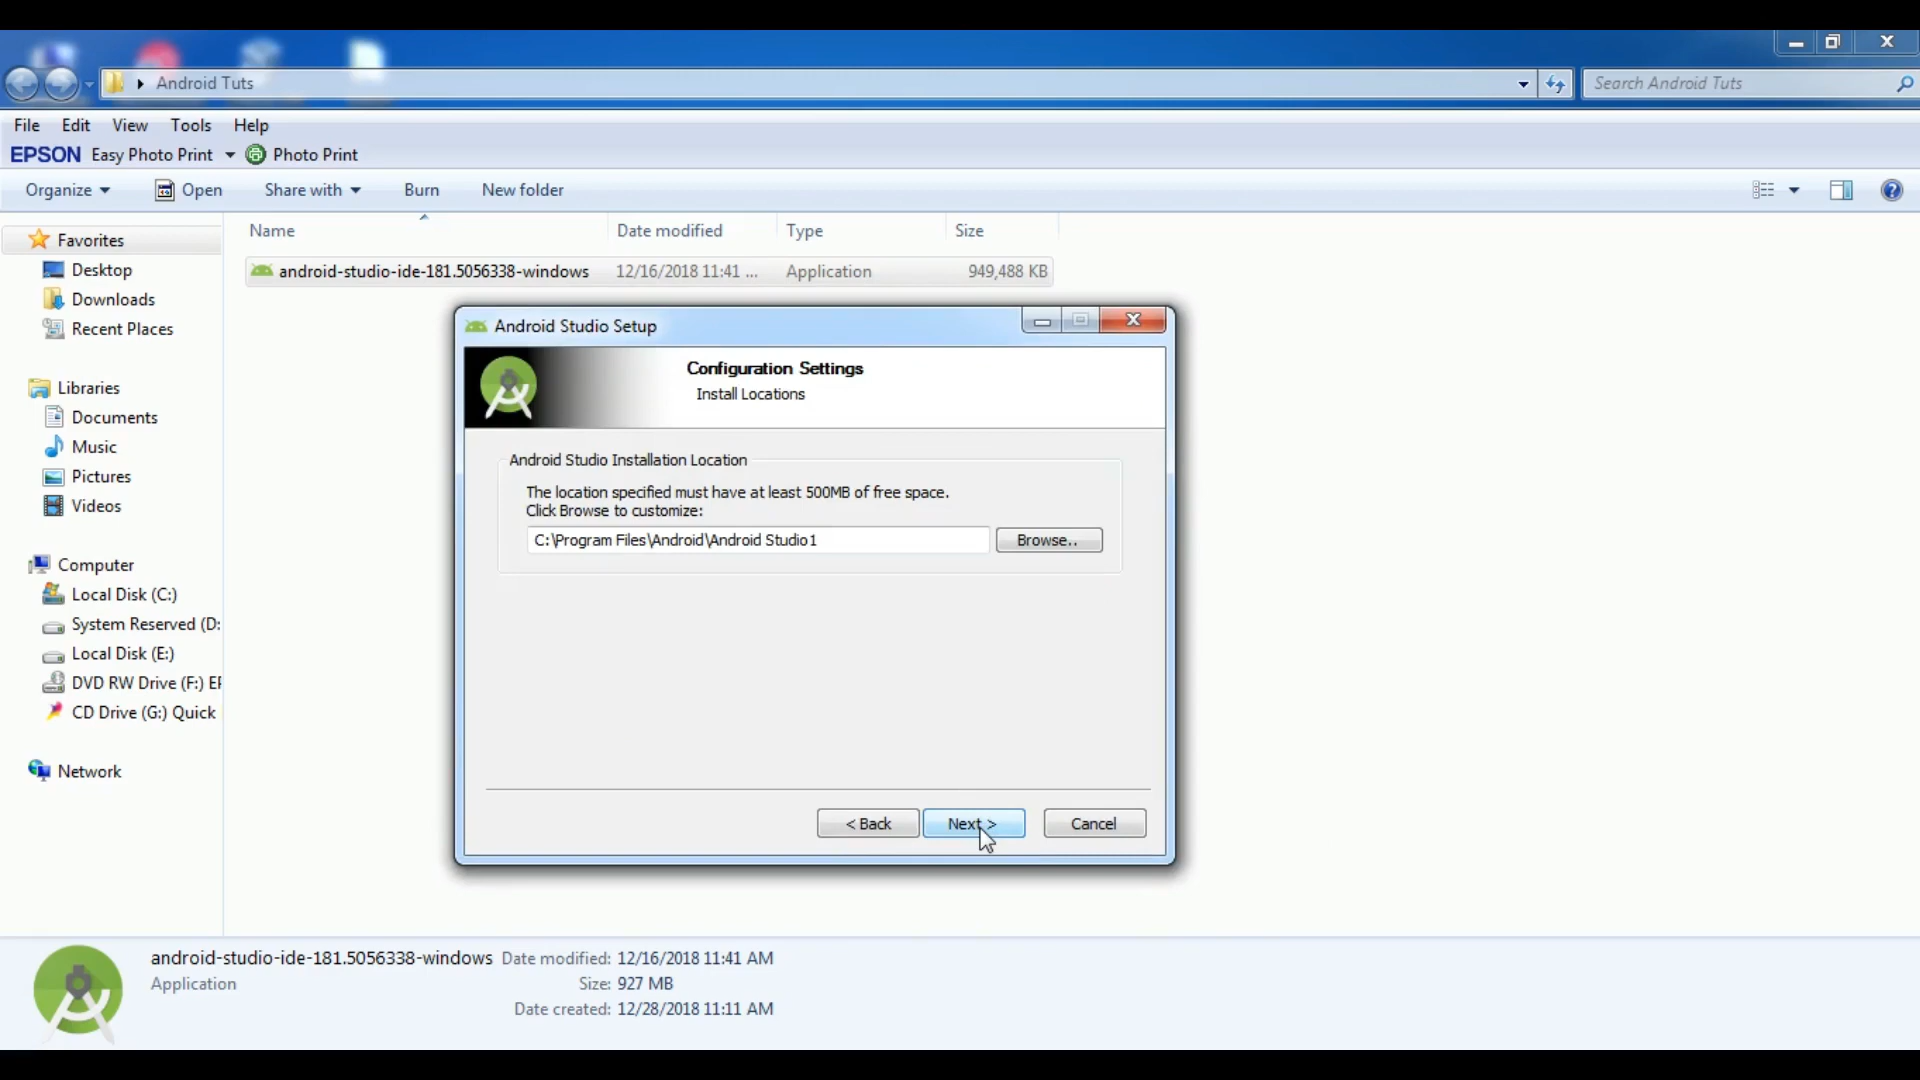 Android Tuts
Search Android Tuts
File Edit View Tools Help
EPSON Easy Photo Print Photo Print
Organize Open Share with Burn New folder
Name Date modified Type Size
android-studio-ide-181.5056338-windows 12/16/2018 11:41 ... Application 949,488 KB
Favorites
Desktop
Downloads
Recent Places
Libraries
Documents
Music
Pictures
Videos
Computer
Local Disk (C:)
System Reserved (D:
Local Disk (E:)
DVD RW Drive (F:) EP
CD Drive (G:) Quick
Network
Android Studio Setup
Configuration Settings
Install Locations
Android Studio Installation Location
The location specified must have at least 500MB of free space.
Click Browse to customize:
C:\Program Files\Android\Android Studio1
Browse..
< Back Next > Cancel
android-studio-ide-181.5056338-windows Date modified: 12/16/2018 11:41 AM
Application
Size: 927 MB
Date created: 12/28/2018 11:11 AM